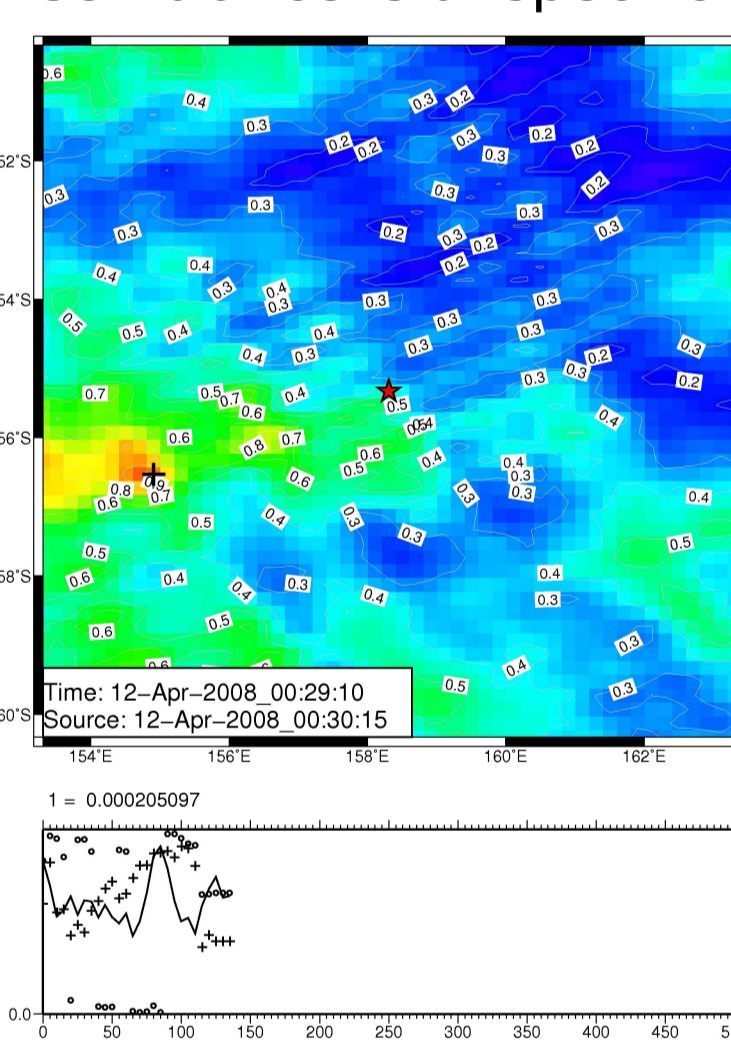 0.6 0.4 0.3 0.2
0.3 0.2 0.2 0.3 0.3 0.2 0.2
52°S
0.3 0.3 0.3 0.2
0.3 0.2 0.3 0.2 0.3 0.3
0.4 0.4 0.3 0.4 0.3 0.2
54°S 0.3 0.3
0.5 0.5 0.4 0.4 0.3 0.3
0.4 0.3 0.3 0.3 0.2 0.3
0.7 0.5 0.7 0.6 0.4 0.5 0.3 0.3 0.2
56°S 0.6 0.8 0.7 0.4
0.9 0.8 0.7 0.6 0.6 0.5 0.6 0.4 0.4 0.3 0.3 0.3 0.4
0.5 0.4 0.3 0.3 0.5
0.5
58°S 0.6 0.4 0.4 0.3 0.4 0.4 0.3
0.6 0.5 0.3
0.5 0.4 0.3
Time: 12–Apr–2008_00:29:10
60°S
Source: 12–Apr–2008_00:30:15
154°E 156°E 158°E 160°E 162°E
1 = 0.000205097
0.0
0 50 100 150 200 250 300 350 400 450